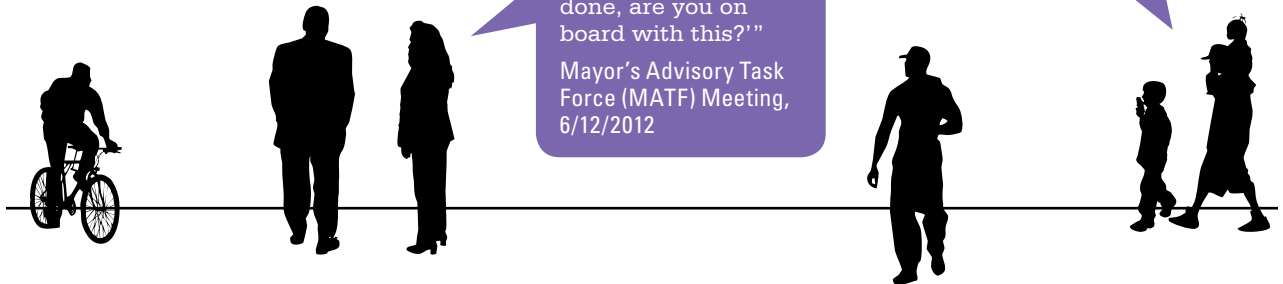 done, are you on
board with this?’”
Mayor’s Advisory Task
Force (MATF) Meeting,
6/12/2012